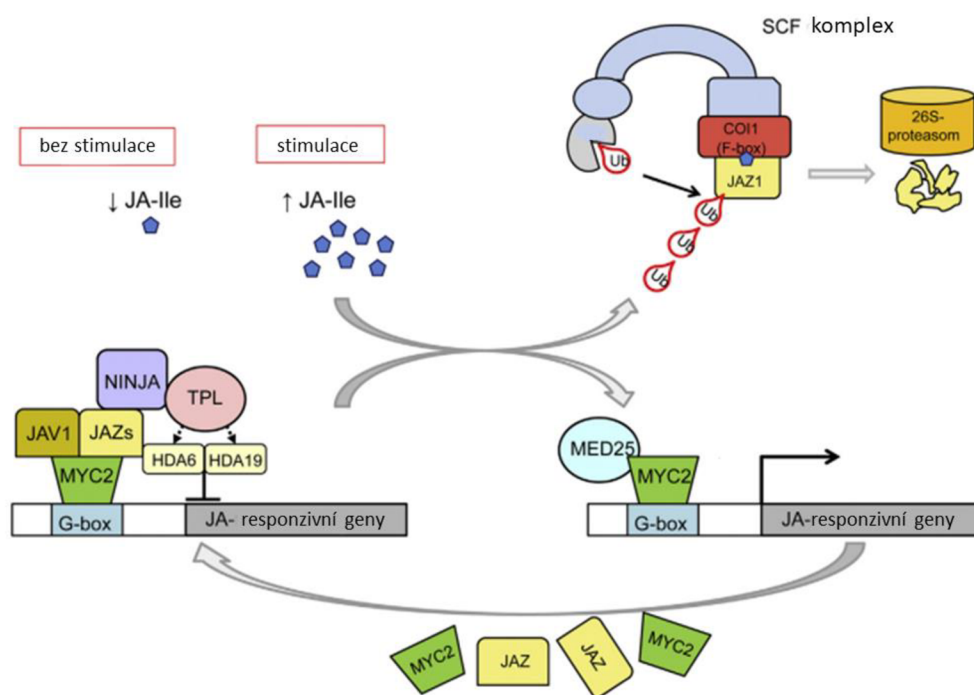 SCF komplex
bez stimulace
stimulace
↓ JA-Ile
↑ JA-Ile
COI1
(F-box)
JAZ1
26S-
proteasom
Ub
Ub
Ub
Ub
NINJA
TPL
JAV1
JAZs
HDA6
HDA19
MYC2
G-box
JA- responzivní geny
MED25
MYC2
G-box
JA-responzivní geny
MYC2
JAZ
JAZ
MYC2